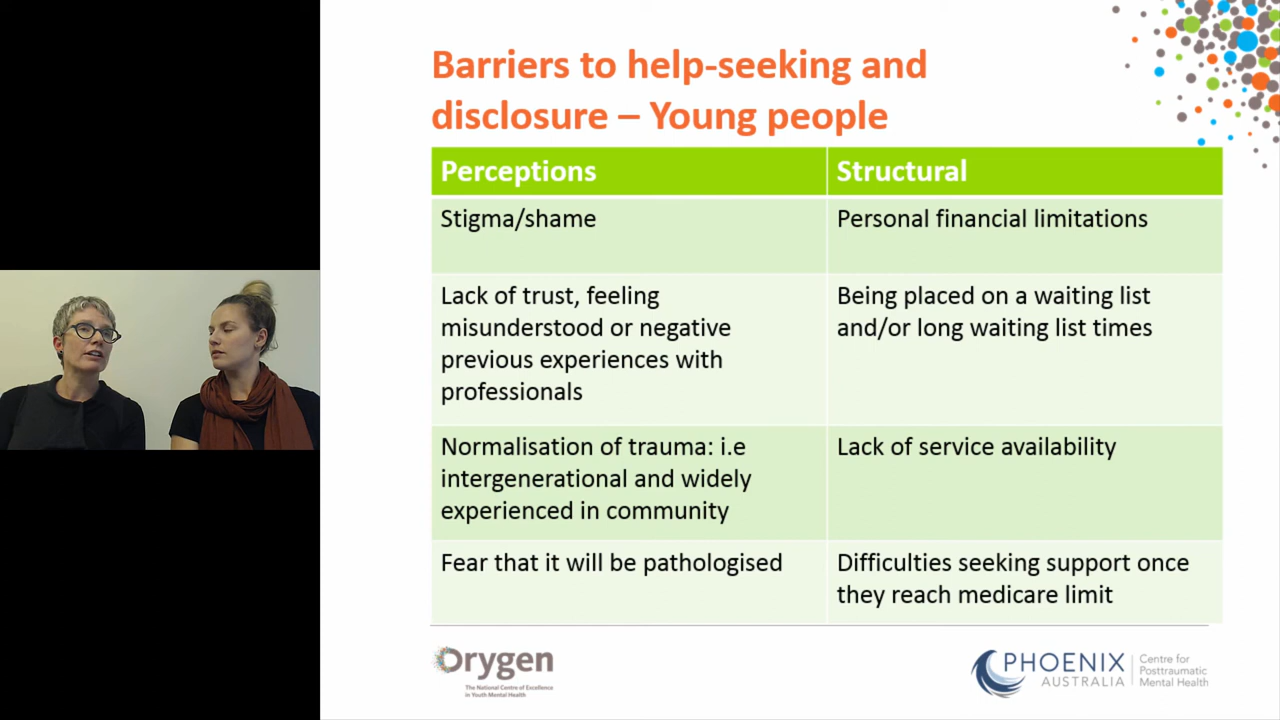 Barriers to help-seeking and
disclosure – Young people
Perceptions
Structural
Stigma/shame
Personal financial limitations
Lack of trust, feeling
misunderstood or negative
previous experiences with
professionals
Being placed on a waiting list
and/or long waiting list times
Normalisation of trauma: i.e
intergenerational and widely
experienced in community
Lack of service availability
Fear that it will be pathologised
Difficulties seeking support once
they reach medicare limit
Orygen
The National Centre of Excellence
in Youth Mental Health
PHOENIX
AUSTRALIA
Centre for
Posttraumatic
Mental Health